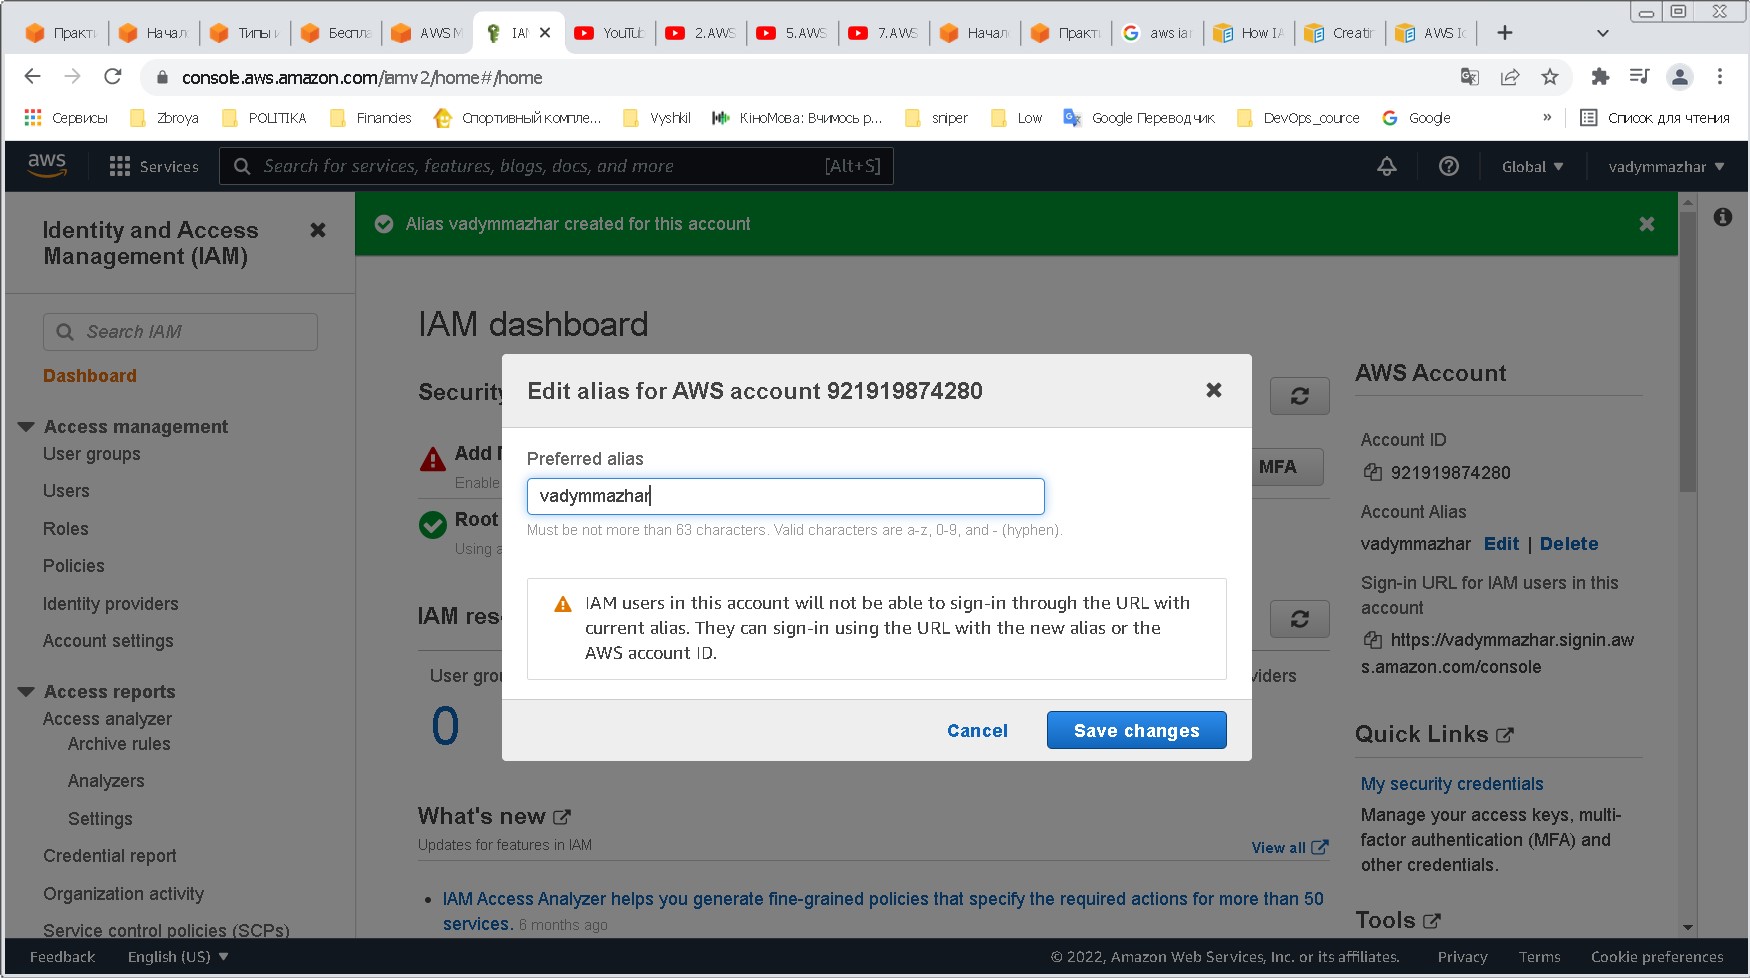 Практи
Начал
Типы и
Беспла
AWS M
IAM
YouTub
2.AWS
5.AWS
7.AWS
Начал
Практи
aws iar
How IA
Creatin
AWS Ic
console.aws.amazon.com/iamv2/home#/home
Сервисы
Zbroya
POLITIKA
Financies
Спортивный компле...
Vyshkil
КіноМова: Вчимось р...
sniper
Low
Google Переводчик
DevOps_cource
Google
»
Список для чтения
aws
Services
Search for services, features, blogs, docs, and more
[Alt+S]
Global
vadymmazhar
Identity and Access
Management (IAM)
Search IAM
Dashboard
Access management
User groups
Users
Roles
Policies
Identity providers
Account settings
Access reports
Access analyzer
Archive rules
Analyzers
Settings
Credential report
Organization activity
Service control policies (SCPs)
Alias vadymmazhar created for this account
IAM dashboard
Security
Add
MFA
Enable
Root
Using a
IAM res
User grou
viders
0
Edit alias for AWS account 921919874280
Preferred alias
vadymmazhar
Must be not more than 63 characters. Valid characters are a-z, 0-9, and - (hyphen).
IAM users in this account will not be able to sign-in through the URL with
current alias. They can sign-in using the URL with the new alias or the
AWS account ID.
Cancel
Save changes
What's new
Updates for features in IAM
View all
• IAM Access Analyzer helps you generate fine-grained policies that specify the required actions for more than 50
services. 6 months ago
AWS Account
Account ID
921919874280
Account Alias
vadymmazhar Edit | Delete
Sign-in URL for IAM users in this
account
https://vadymmazhar.signin.aw
s.amazon.com/console
Quick Links
My security credentials
Manage your access keys, multi-
factor authentication (MFA) and
other credentials.
Tools
Feedback
English (US)
© 2022, Amazon Web Services, Inc. or its affiliates.
Privacy
Terms
Cookie preferences